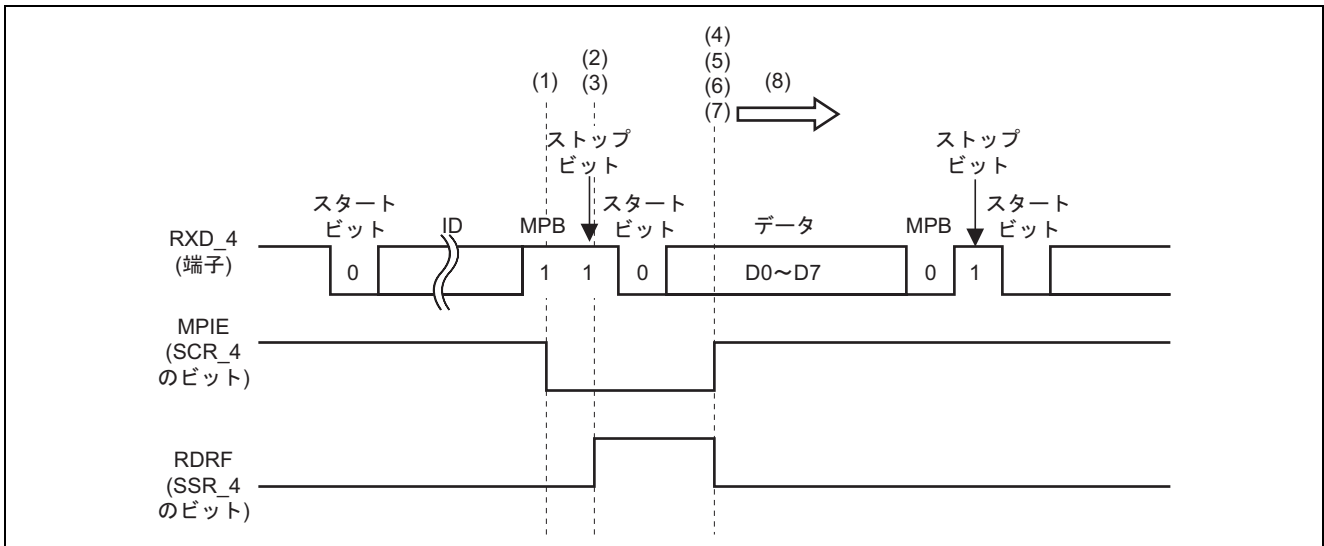 (4)
(5)
(6)
(7)
(2)
(3)
(1)
(8)
ストップ
ビット
ストップ
ビット
スタート
ビット
ID
MPB
スタート
ビット
データ
MPB
スタート
ビット
RXD_4
(端子)
0
1
1
0
D0～D7
0
1
MPIE
(SCR_4
のビット)
RDRF
(SSR_4
のビット)